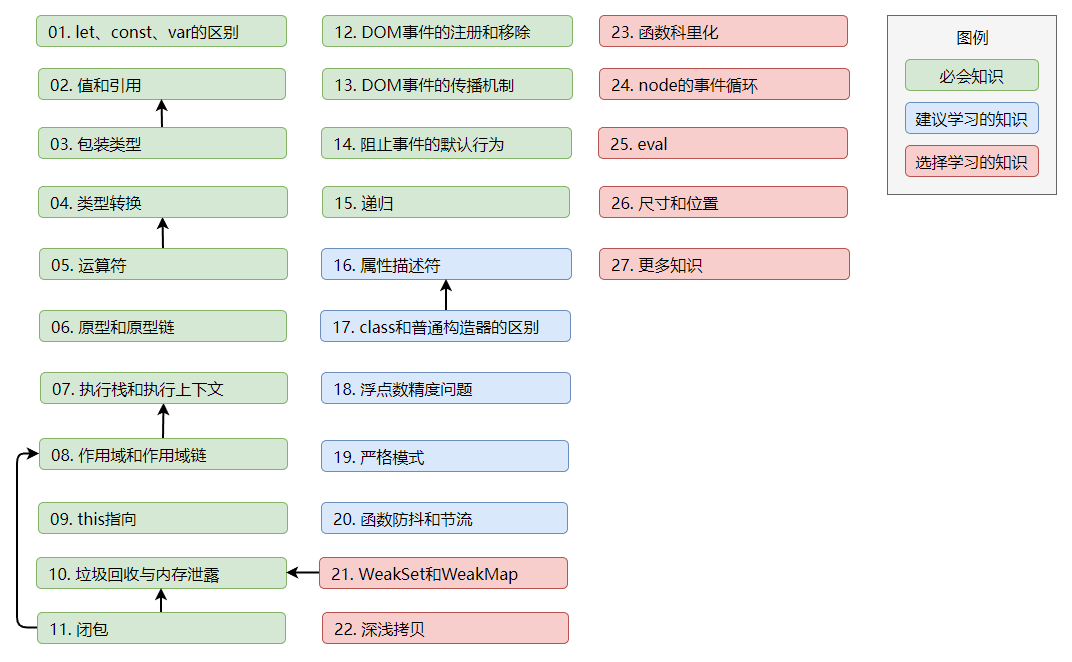 01. let、const、var的区别
02. 值和引用
03. 包装类型
04. 类型转换
05. 运算符
06. 原型和原型链
07. 执行栈和执行上下文
08. 作用域和作用域链
09. this指向
10. 垃圾回收与内存泄露
11. 闭包
12. DOM事件的注册和移除
13. DOM事件的传播机制
14. 阻止事件的默认行为
15. 递归
16. 属性描述符
17. class和普通构造器的区别
18. 浮点数精度问题
19. 严格模式
20. 函数防抖和节流
21. WeakSet和WeakMap
22. 深浅拷贝
23. 函数科里化
24. node的事件循环
25. eval
26. 尺寸和位置
27. 更多知识
图例
必会知识
建议学习的知识
选择学习的知识